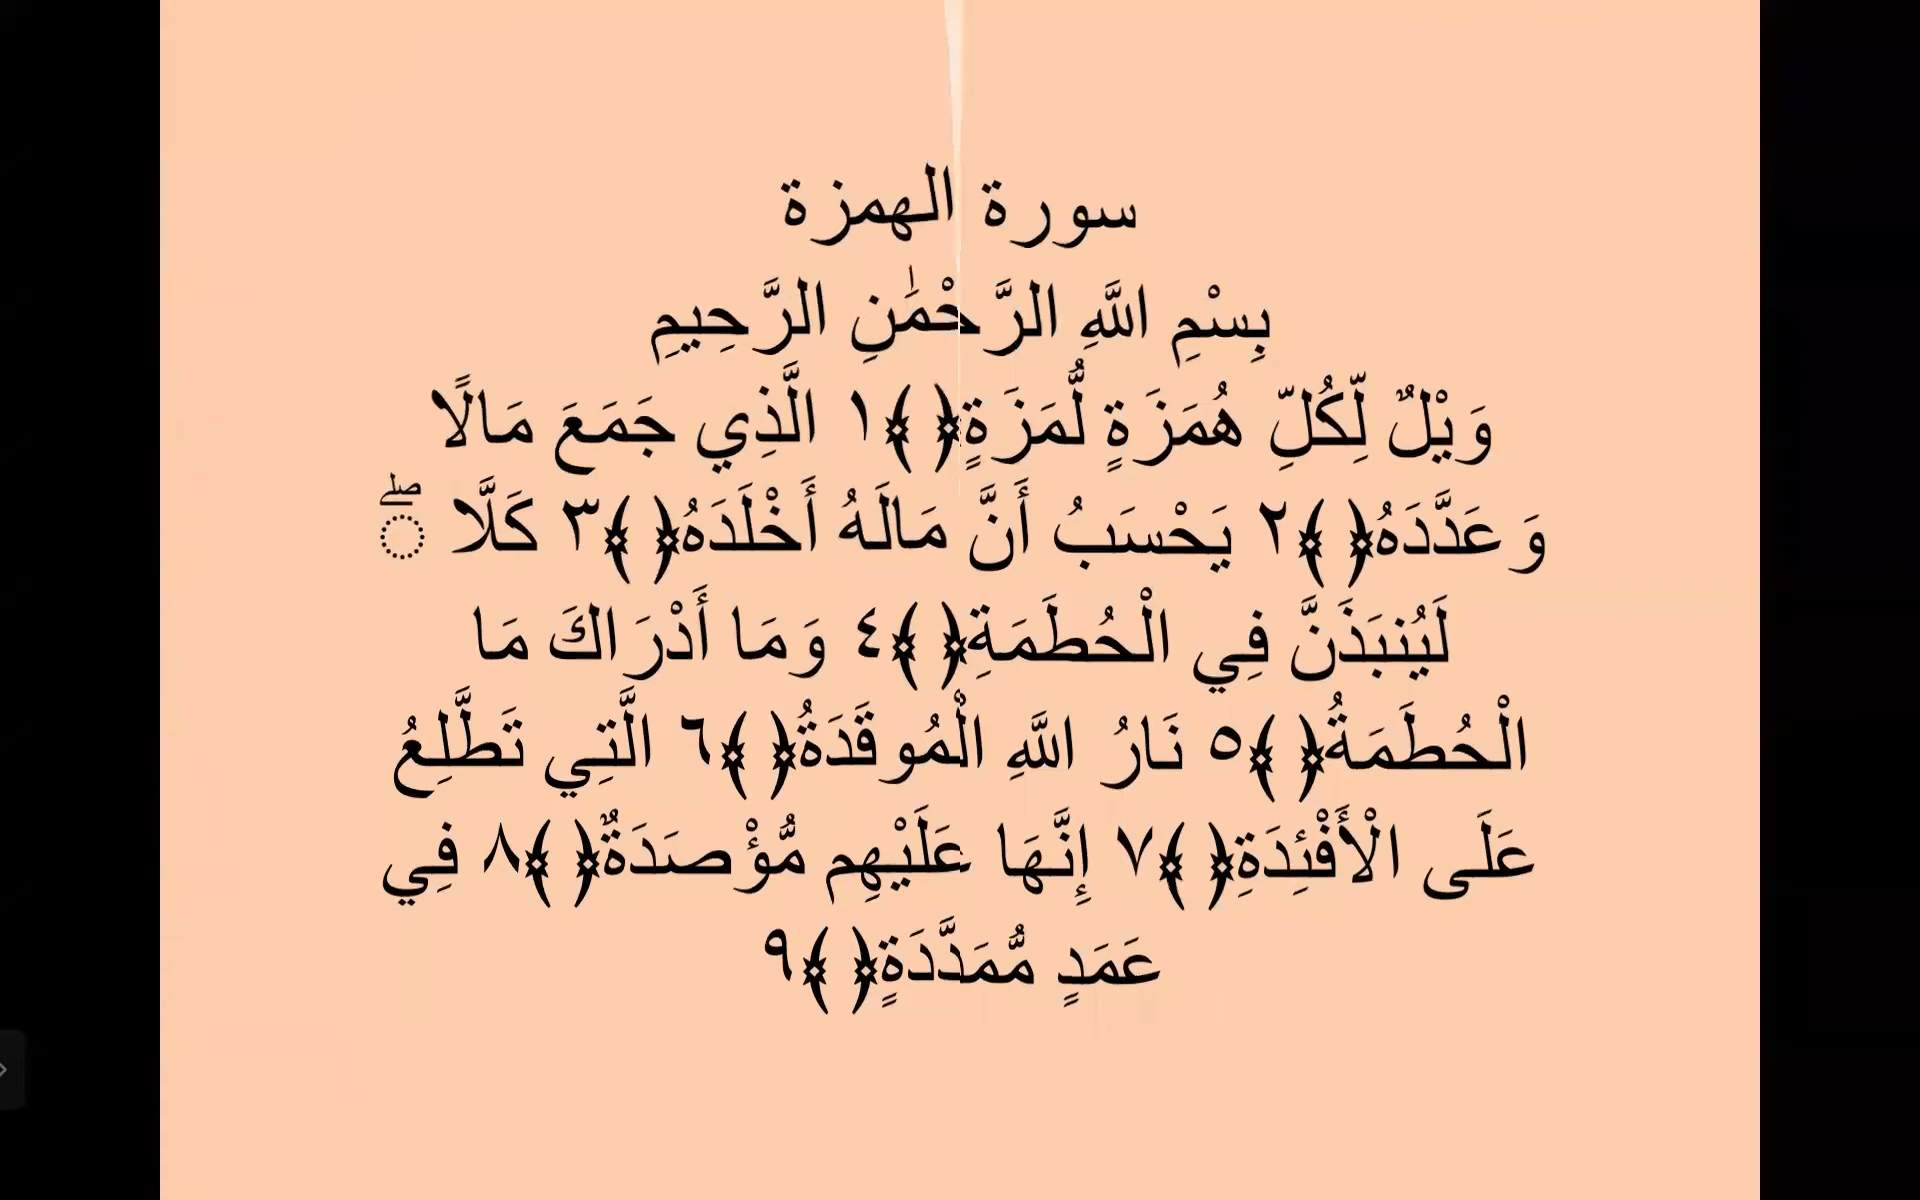 سورة الهمزة
بِسْمِ اللَّهِ الرَّحْمَٰنِ الرَّحِيمِ
وَيْلٌ لِّكُلِّ هُمَزَةٍ لُّمَزَةٍ﴿ ﴾١ الَّذِي جَمَعَ مَالًا
وَعَدَّدَهُ﴿ ﴾٢ يَحْسَبُ أَنَّ مَالَهُ أَخْلَدَهُ﴿ ﴾٣ كَلَّا ۖ
لَيُنبَذَنَّ فِي الْحُطَمَةِ﴿ ﴾٤ وَمَا أَدْرَاكَ مَا
الْحُطَمَةُ﴿ ﴾٥ نَارُ اللَّهِ الْمُوقَدَةُ﴿ ﴾٦ الَّتِي تَطَّلِعُ
عَلَى الْأَفْئِدَةِ﴿ ﴾٧ إِنَّهَا عَلَيْهِم مُّؤْصَدَةٌ﴿ ﴾٨ فِي
عَمَدٍ مُّمَدَّدَةٍ﴿ ﴾٩